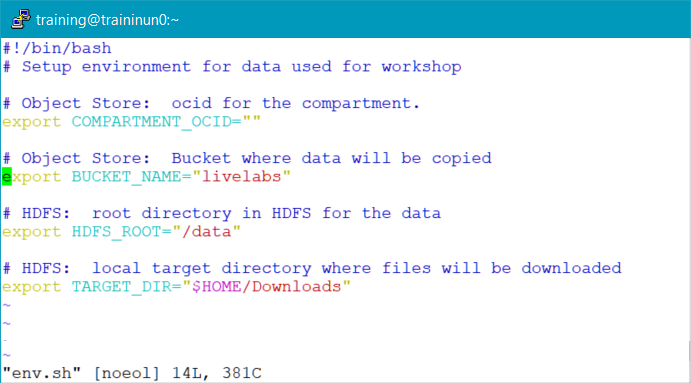 training@traininun0:~
#!/bin/bash
# Setup environment for data used for workshop
# Object Store:  ocid for the compartment.
export COMPARTMENT_OCID=""
# Object Store:  Bucket where data will be copied
export BUCKET_NAME="livelabs"
# HDFS:  root directory in HDFS for the data
export HDFS_ROOT="/data"
# HDFS:  local target directory where files will be downloaded
export TARGET_DIR="$HOME/Downloads"
~
~
~
"env.sh" [noeol] 14L, 381C